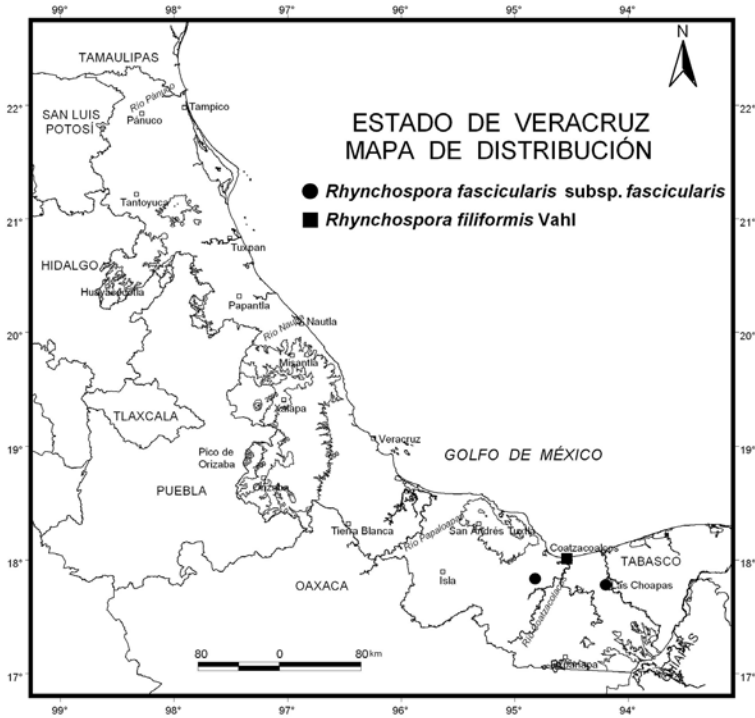 99° 98° 97° 96° 95° 94°
N
TAMAULIPAS
Río Pánuco
Tampico
Pánuco
22° 22°
SAN LUIS
POTOSÍ
ESTADO DE VERACRUZ
MAPA DE DISTRIBUCIÓN
Rhynchospora fascicularis subsp. fascicularis
Rhynchospora filiformis Vahl
Tantoyuca
21° 21°
Tuxpan
HIDALGO
Huayacocotla
Papantla
Río Nautla
Nautla
20° 20°
Misantla
Xalapa
TLAXCALA
Veracruz
Pico de
Orizaba
GOLFO DE MÉXICO
19° 19°
PUEBLA
Orizaba
Tierra Blanca
Río Papaloapan
San Andrés Tuxtla
Coatzacoalcos
18° 18°
TABASCO
OAXACA
Isla
Las Choapas
Río Coatzacoalcos
80 0 80 km
CHIAPAS
17° 17°
99° 98° 97° 96° 95° 94°